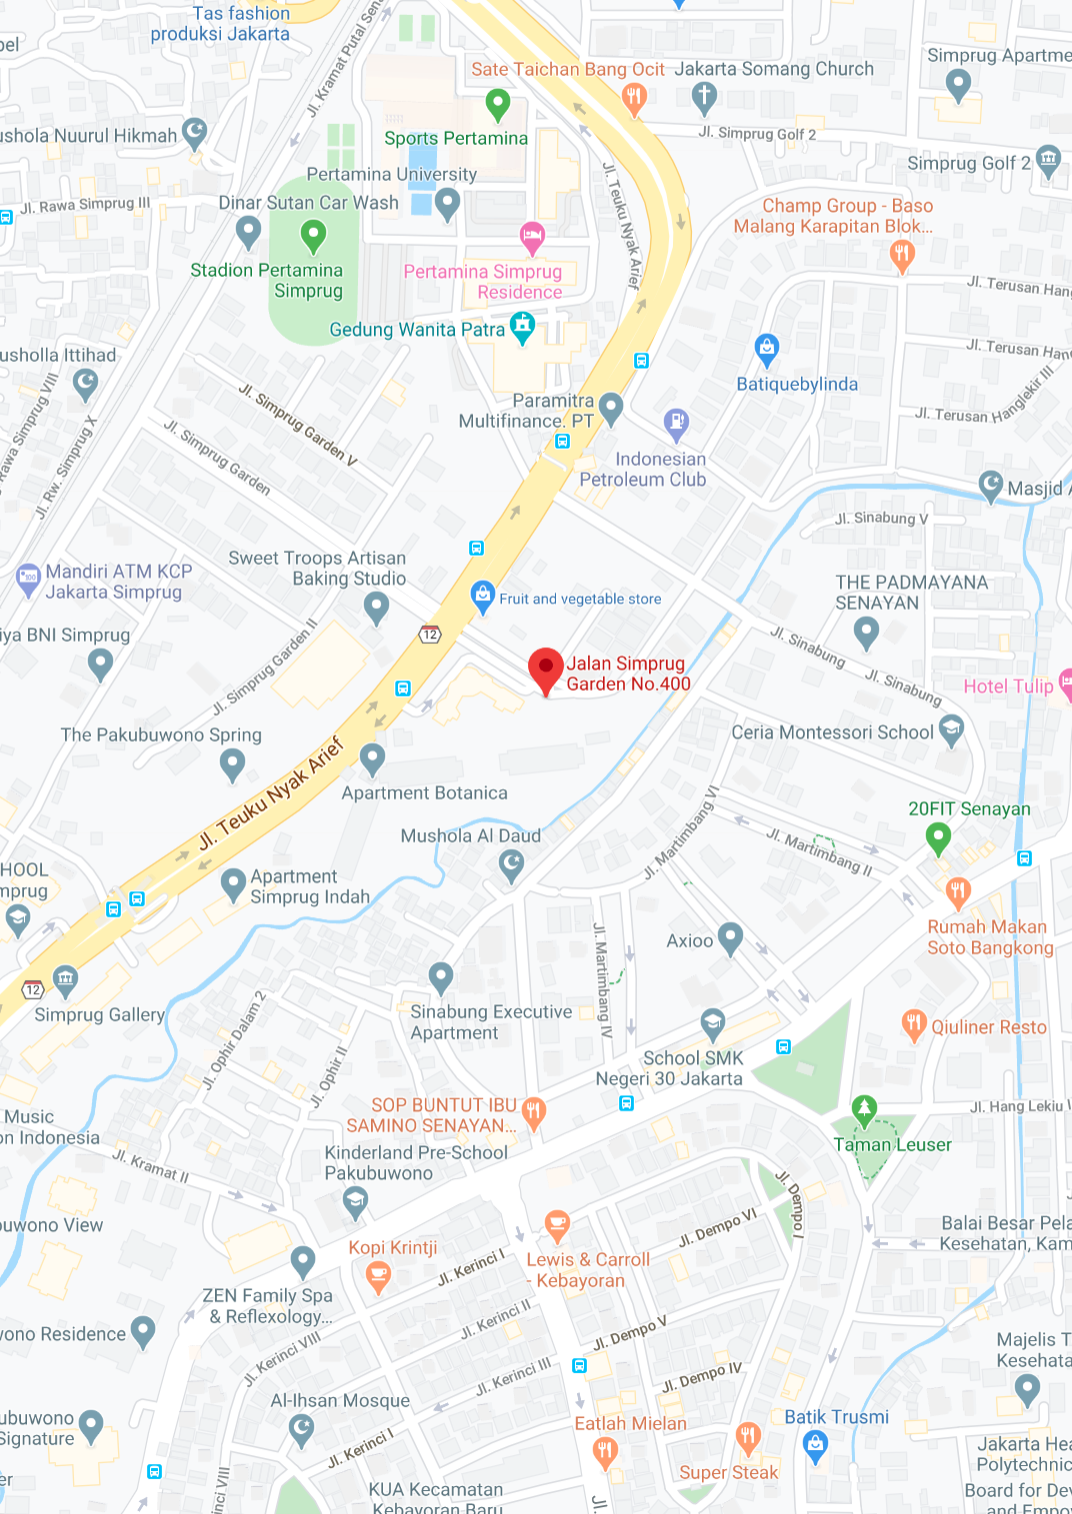 Tas fashion
produksi Jakarta
Jl. Kramat Putal
Sate Taichan Bang Ocit
Jakarta Somang Church
Simprug Apartme
Sports Pertamina
Jl. Simprug Golf 2
ushola Nuurul Hikmah
Simprug Golf 2
Pertamina University
Jl. Teuku Nyak Arief
Jl. Rawa Simprug III
Dinar Sutan Car Wash
Champ Group - Baso
Malang Karapitan Blok...
Stadion Pertamina
Simprug
Pertamina Simprug
Residence
Jl. Terusan Hang
Gedung Wanita Patra
Jl. Terusan Hang
usholla Ittihad
Batiquebylinda
Jl. Terusan Hanglekir III
Rawa Simprug VIII
Jl. Rw. Simprug X
Jl. Simprug Garden V
Paramitra
Multifinance. PT
Jl. Simprug Garden
Indonesian
Petroleum Club
Masjid A
Jl. Sinabung V
Mandiri ATM KCP
Jakarta Simprug
Sweet Troops Artisan
Baking Studio
Fruit and vegetable store
THE PADMAYANA
SENAYAN
12
iya BNI Simprug
Jl. Simprug Garden II
Jalan Simprug
Garden No.400
Jl. Sinabung
Jl. Sinabung
Hotel Tulip
The Pakubuwono Spring
Ceria Montessori School
Jl. Teuku Nyak Arief
Apartment Botanica
20FIT Senayan
Mushola Al Daud
Jl. Martimbang VI
Jl. Martimbang II
HOOL
mprug
Apartment
Simprug Indah
Rumah Makan
Soto Bangkong
Axioo
Jl. Martimbang IV
12
Simprug Gallery
Sinabung Executive
Apartment
Qiuliner Resto
Jl. Ophir Dalam 2
Jl. Ophir II
School SMK
Negeri 30 Jakarta
SOP BUNTUT IBU
SAMINO SENAYAN...
Jl. Hang Lekiu
Music
on Indonesia
Taman Leuser
Kinderland Pre-School
Pakubuwono
Jl. Kramat II
Jl. Dempo I
buwono View
Jl. Dempo VI
Balai Besar Pela
Kesehatan, Kam
Kopi Krintji
Jl. Kerinci I
Lewis & Carroll
- Kebayoran
ZEN Family Spa
& Reflexology...
Jl. Kerinci II
wono Residence
Jl. Kerinci VIII
Jl. Dempo V
Majelis T
Kesehata
Jl. Kerinci III
Jl. Dempo IV
Al-Ihsan Mosque
ubuwono
Signature
Jl. Kerinci I
Eatlah Mielan
Batik Trusmi
Super Steak
Jakarta Hea
Polytechnic
er
inci VIII
KUA Kecamatan
Kebayoran Baru
Jl.
Board for Dev
and Empo